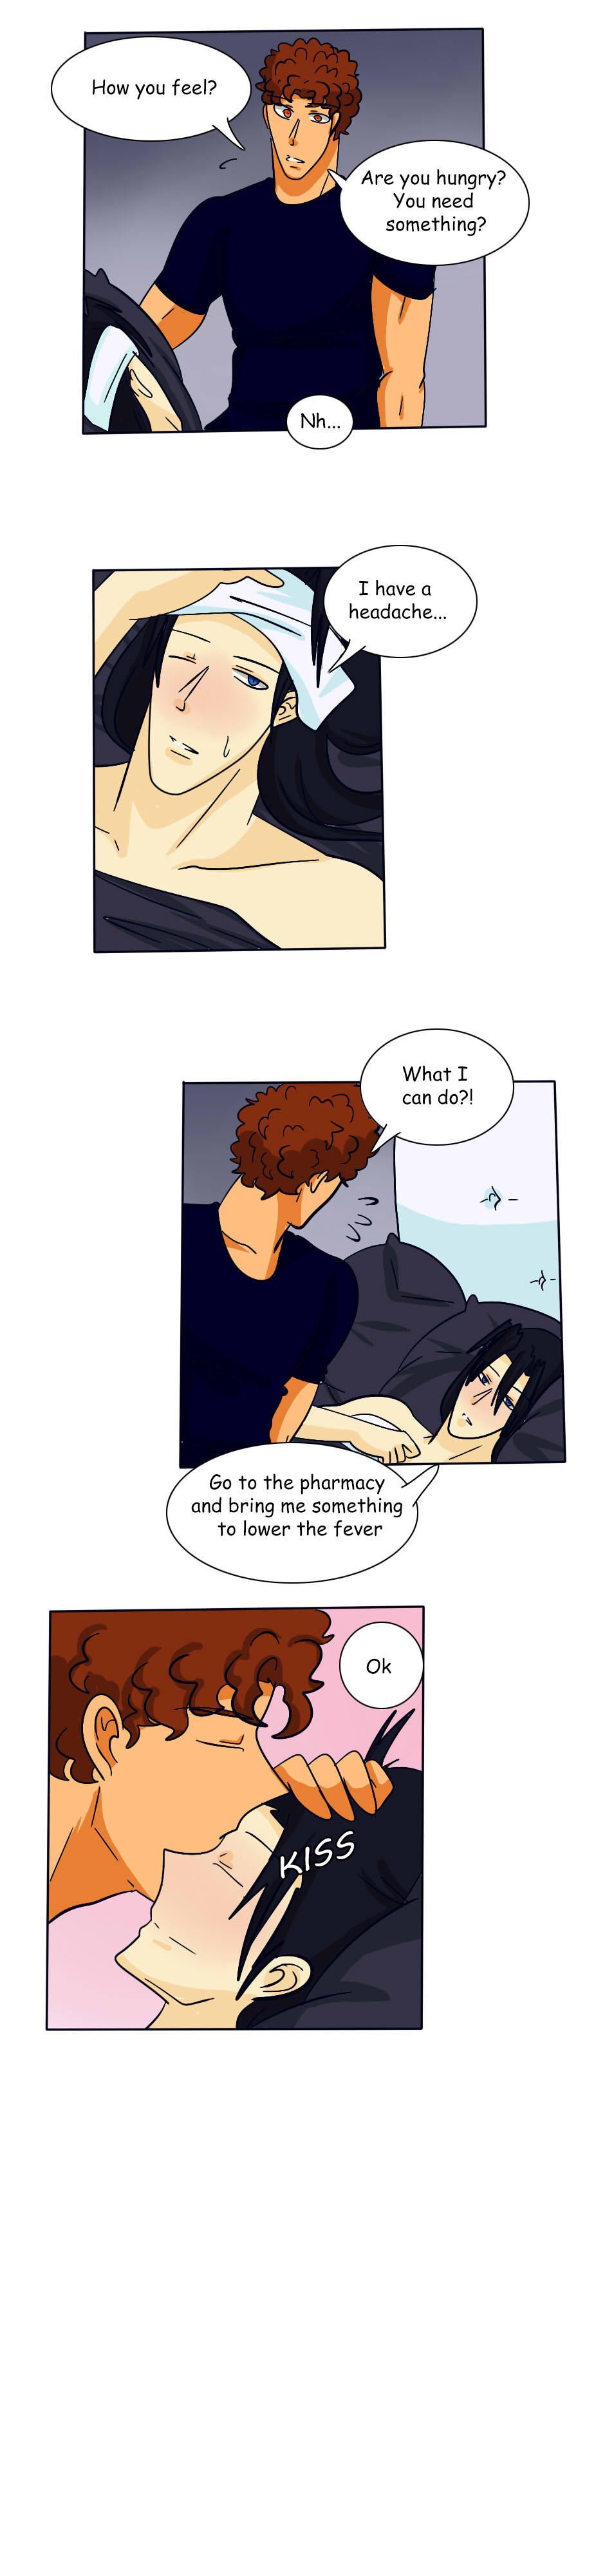 How you feel?
Are you hungry?
You need
something?
Nh...
I have a
headache...
What I
can do?!
Go to the pharmacy
and bring me something
to lower the fever
Ok
KISS